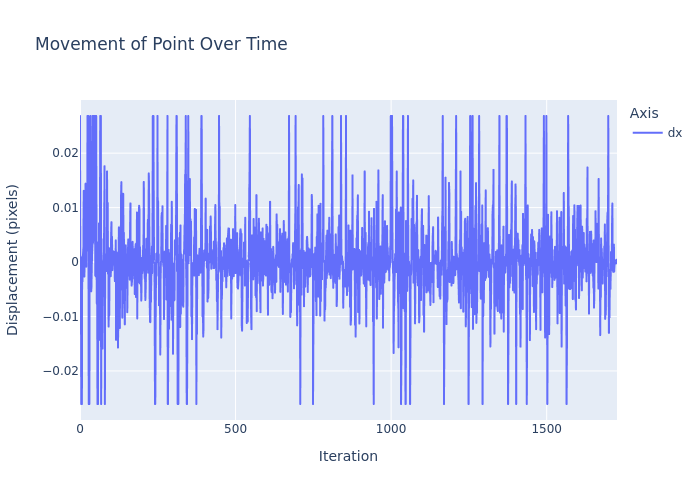 Movement of Point Over Time
Axis
dx
Displacement (pixels)
0.02
0.01
0
−0.01
−0.02
0
500
1000
1500
Iteration